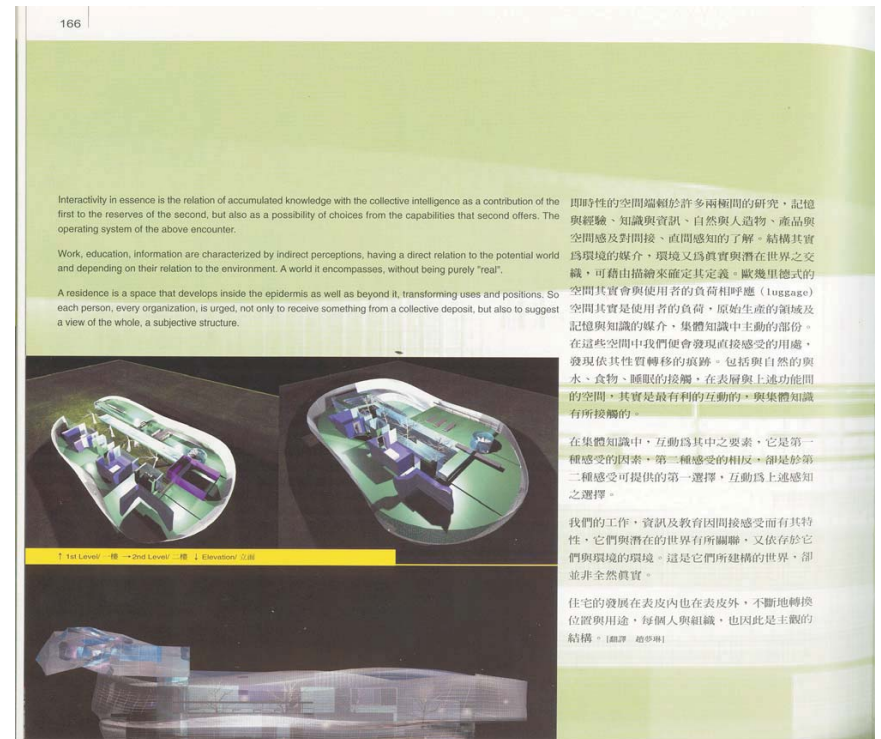 166
Interactivity in essence is the relation of accumulated knowledge with the collective intelligence as a contribution of the
first to the reserves of the second, but also as a possibility of choices from the capabilities that second offers. The
operating system of the above encounter.
Work, education, information are characterized by indirect perceptions, having a direct relation to the potential world
and depending on their relation to the environment. A world it encompasses, without being purely "real".
A residence is a space that develops inside the epidermis as well as beyond it, transforming uses and positions. So
each person, every organization, is urged, not only to receive something from a collective deposit, but also to suggest
a view of the whole, a subjective structure.
↑ 1st Level/ 一樓 →2nd Level/ 二樓 ↓ Elevation/ 立面
即時性的空間端賴於許多兩極間的研究，記憶
與經驗、知識與資訊、自然與人造物、產品與
空間感及對間接、直間感知的了解。結構其實
爲環境的媒介，環境又爲眞實與潛在世界之交
織，可藉由描繪來確定其定義。歐幾里德式的
空間其實會與使用者的負荷相呼應（luggage）
空間其實是使用者的負荷，原始生產的領域及
記憶與知識的媒介，集體知識中主動的部份。
在這些空間中我們便會發現直接感受的用處，
發現依其性質轉移的痕跡。包括與自然的與
水、食物、睡眠的接觸，在表層與上述功能間
的空間，其實是最有利的互動的，與集體知識
有所接觸的。
在集體知識中，互動爲其中之要素，它是第一
種感受的因素，第二種感受的相反，卻是於第
二種感受可提供的第一選擇，互動爲上述感知
之選擇。
我們的工作，資訊及教育因間接感受而有其特
性，它們與潛在的世界有所關聯，又依存於它
們與環境的環境。這是它們所建構的世界，卻
並非全然眞實。
住宅的發展在表皮內也在表皮外，不斷地轉換
位置與用途，每個人與組織，也因此是主觀的
結構。[翻譯 趙夢琳]